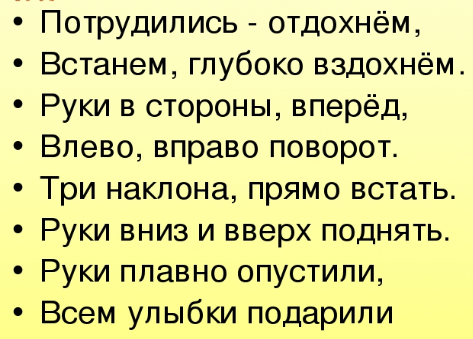 • Потрудились - отдохнём,
• Встанем, глубоко вздохнём.
• Руки в стороны, вперёд,
• Влево, вправо поворот.
• Три наклона, прямо встать.
• Руки вниз и вверх поднять.
• Руки плавно опустили,
• Всем улыбки подарили